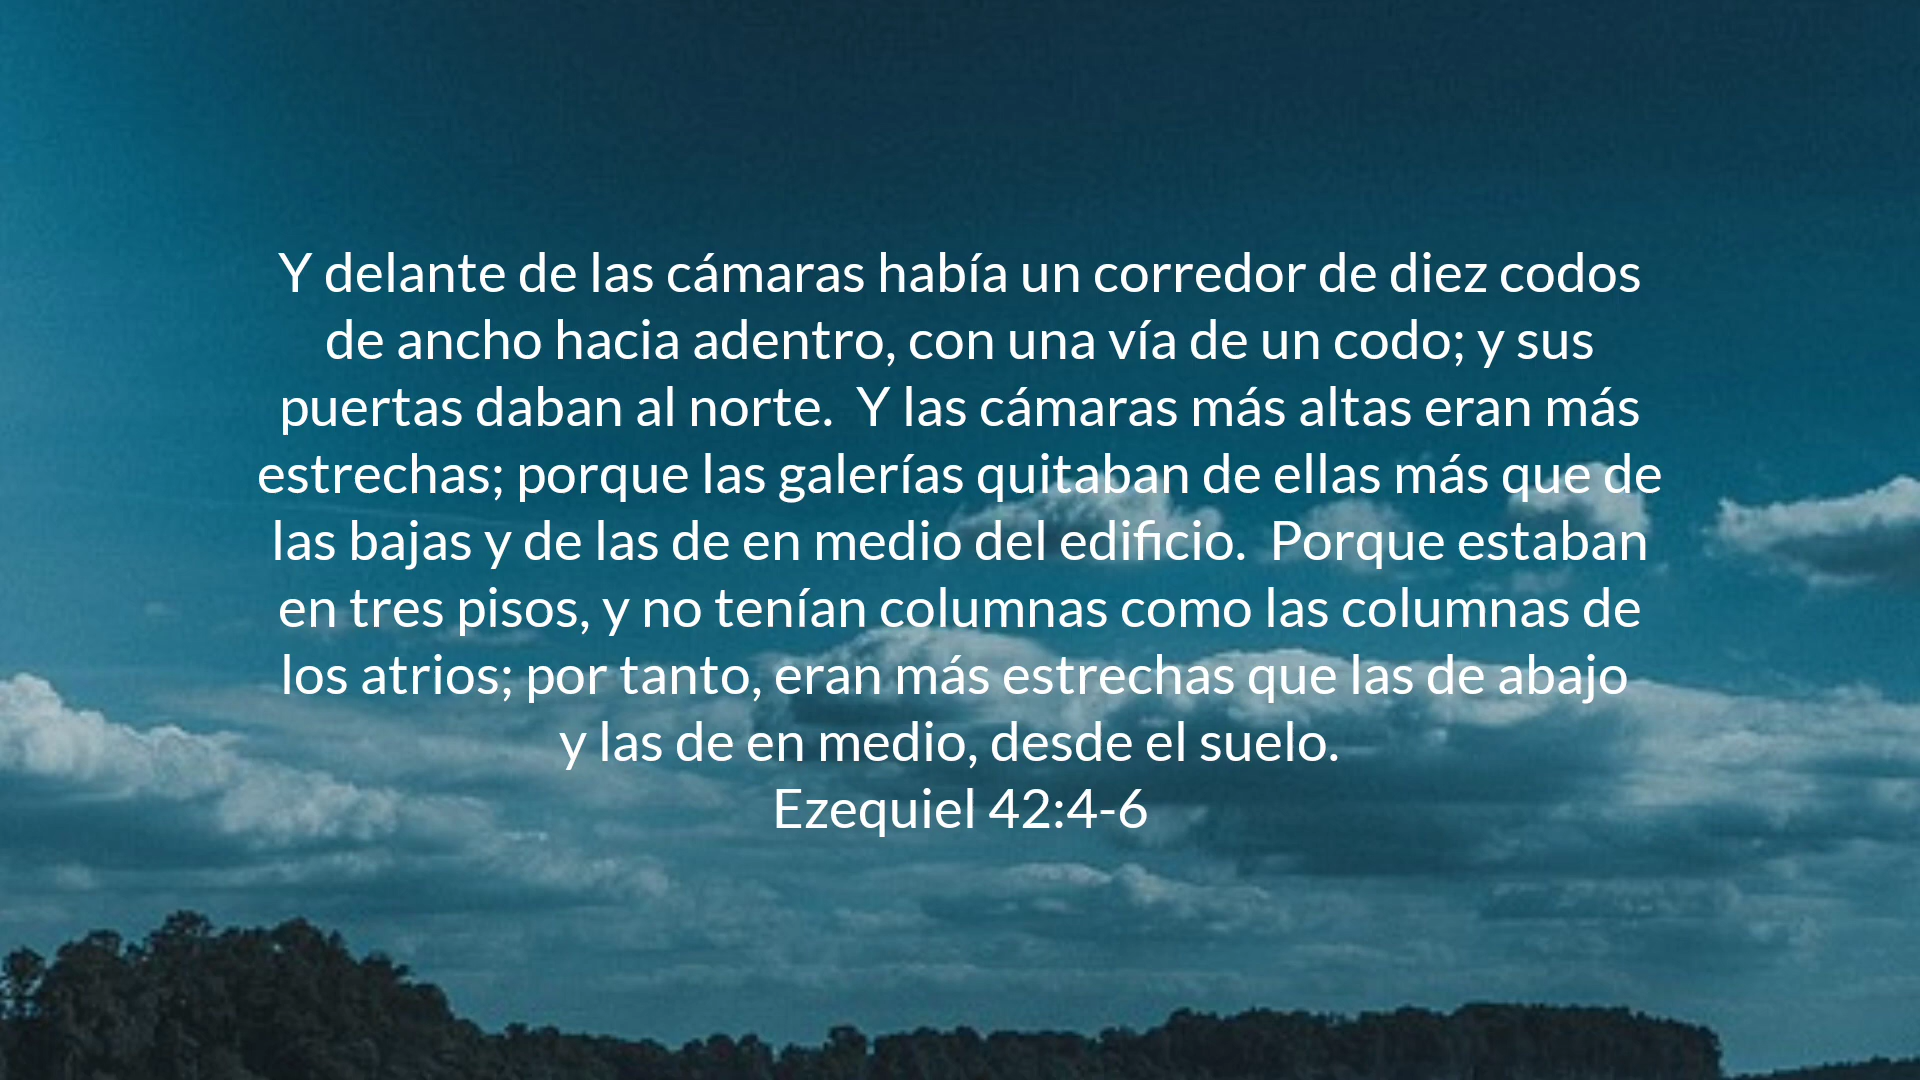 Y delante de las cámaras había un corredor de diez codos
de ancho hacia adentro, con una vía de un codo; y sus
puertas daban al norte.  Y las cámaras más altas eran más
estrechas; porque las galerías quitaban de ellas más que de
las bajas y de las de en medio del edificio.  Porque estaban
en tres pisos, y no tenían columnas como las columnas de
los atrios; por tanto, eran más estrechas que las de abajo
y las de en medio, desde el suelo.
Ezequiel 42:4-6